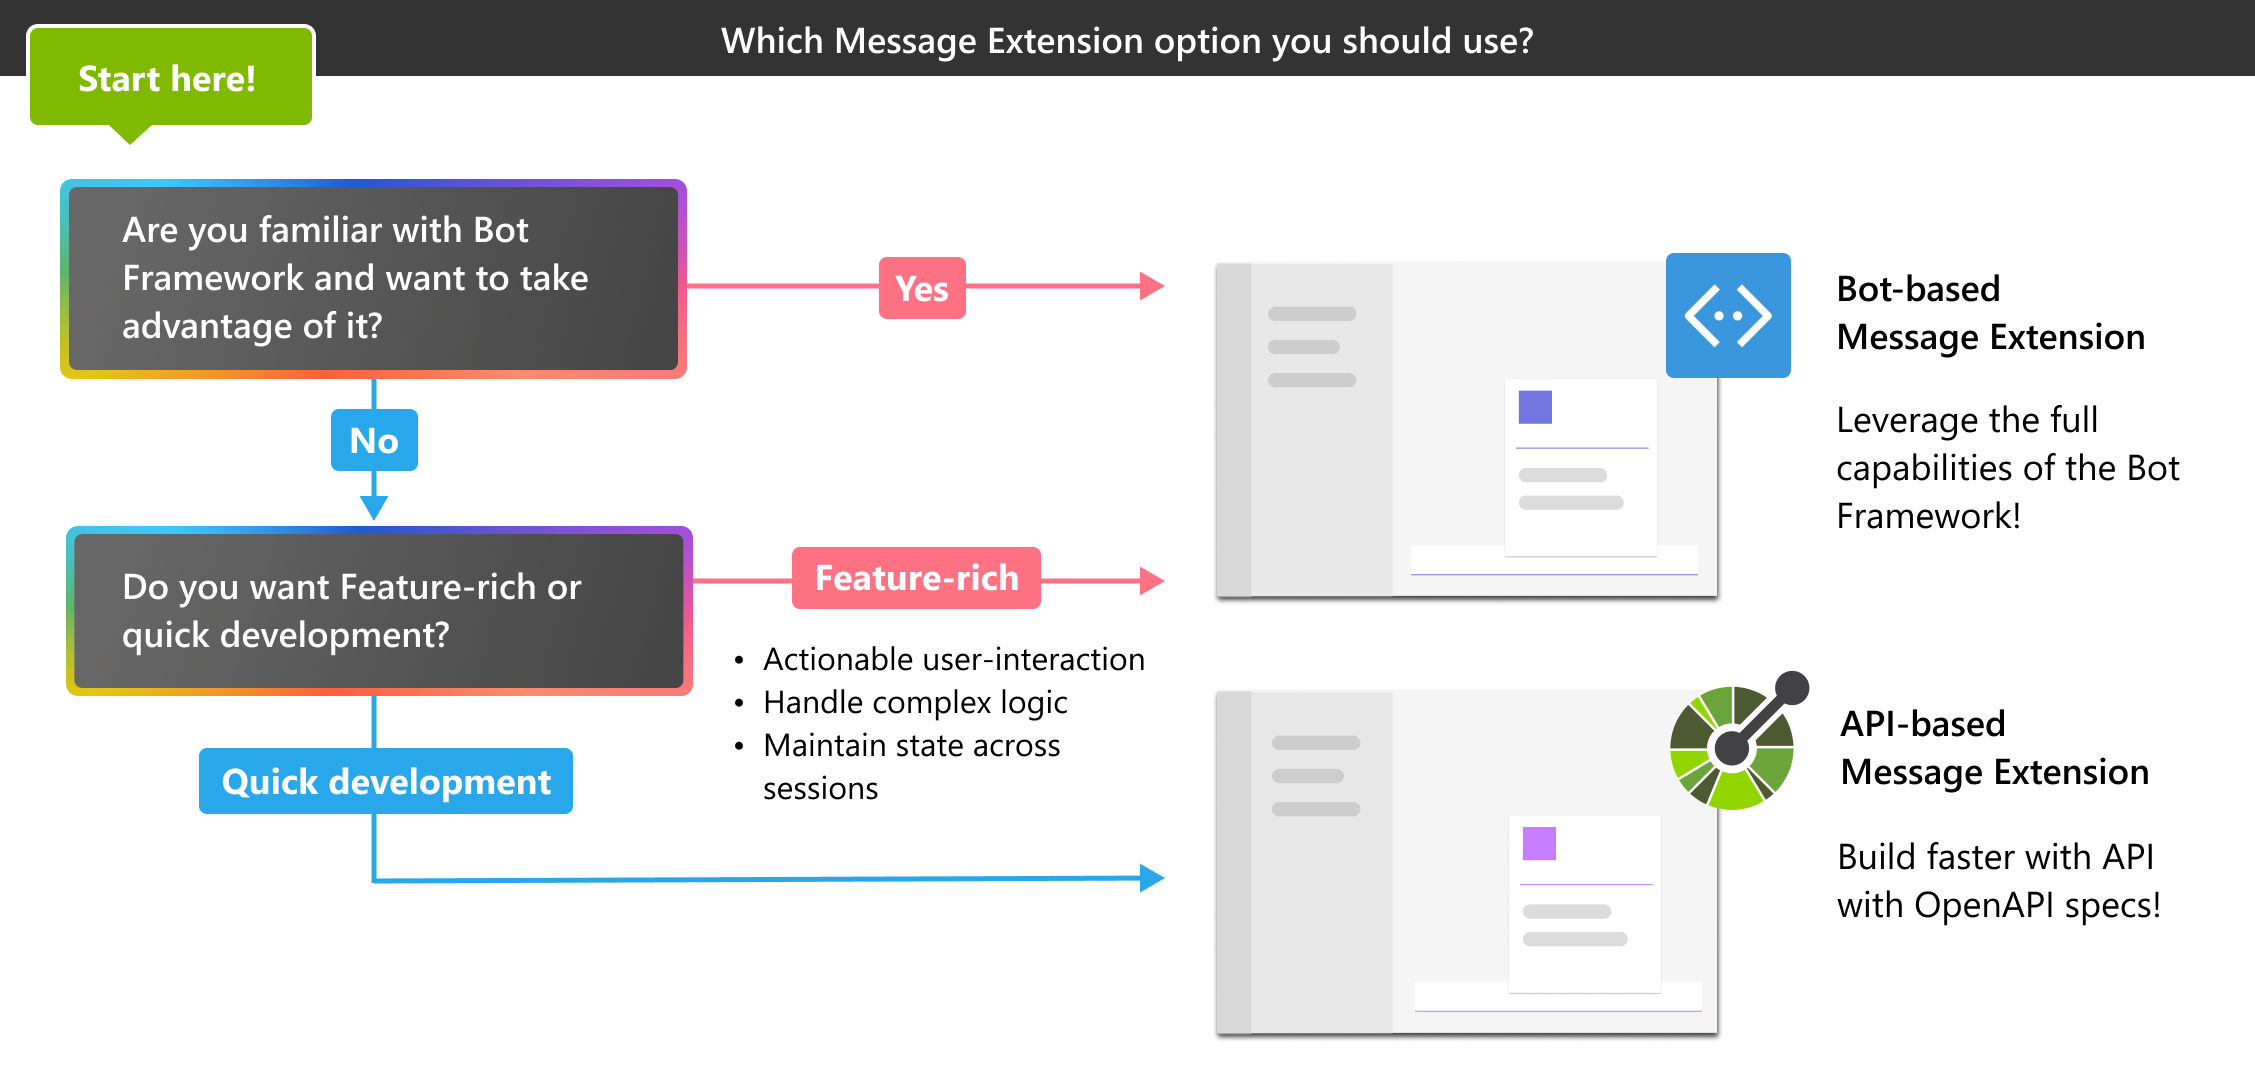 Which Message Extension option you should use?
Start here!
Are you familiar with Bot
Framework and want to take
advantage of it?
Yes
No
Do you want Feature-rich or
quick development?
Feature-rich
• Actionable user-interaction
• Handle complex logic
• Maintain state across
sessions
Quick development
Bot-based
Message Extension
Leverage the full
capabilities of the Bot
Framework!
API-based
Message Extension
Build faster with API
with OpenAPI specs!